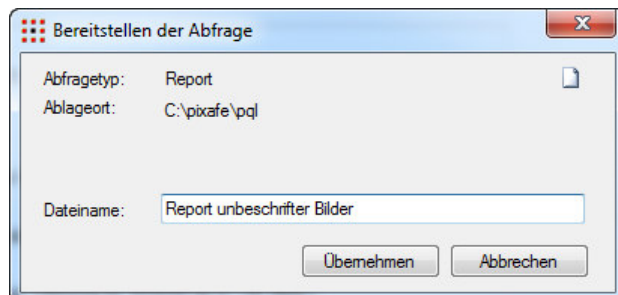 Bereitstellen der Abfrage
Abfragetyp: Report
Ablageort: C:\pixafe\pql
Dateiname: Report unbeschrifter Bilder
Übernehmen Abbrechen